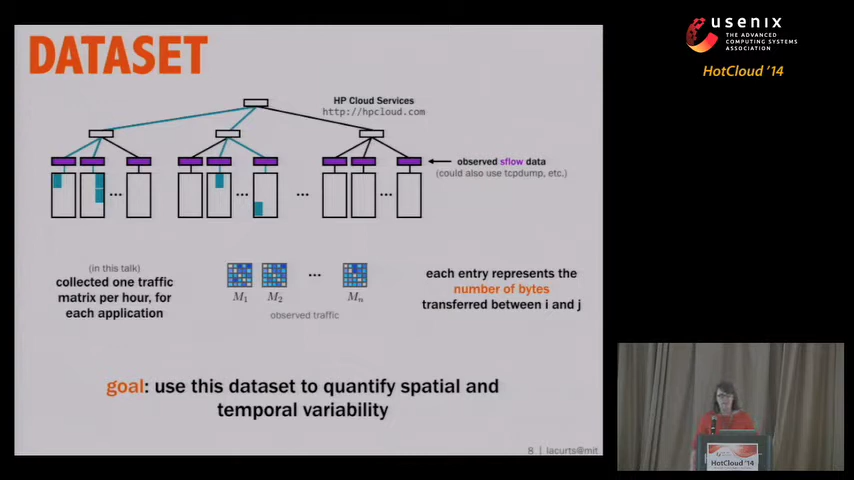 DATASET
HP Cloud Services
http://hpcloud.com
observed sflow data
(could also use tcpdump, etc.)
...
...
...
...
(in this talk)
collected one traffic
matrix per hour, for
each application
...
M1 M2 Mn
observed traffic
each entry represents the
number of bytes
transferred between i and j
goal: use this dataset to quantify spatial and
temporal variability
8 | lacurts@mit
usenix
THE ADVANCED
COMPUTING SYSTEMS
ASSOCIATION
HotCloud '14
HotCloud '14